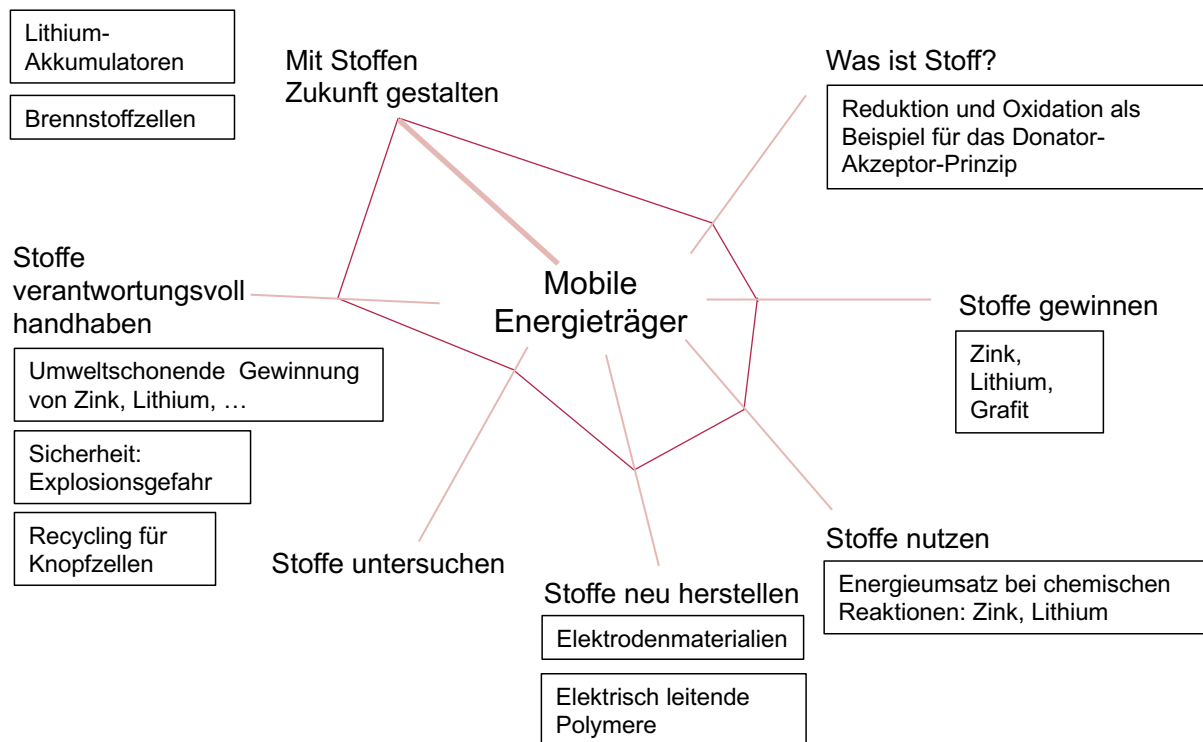 Lithium-
Akkumulatoren
Brennstoffzellen
Mit Stoffen
Zukunft gestalten
Was ist Stoff?
Reduktion und Oxidation als
Beispiel für das Donator-
Akzeptor-Prinzip
Stoffe
verantwortungsvoll
handhaben
Umweltschonende Gewinnung
von Zink, Lithium, …
Sicherheit:
Explosionsgefahr
Recycling für
Knopfzellen
Mobile
Energieträger
Stoffe gewinnen
Zink,
Lithium,
Grafit
Stoffe untersuchen
Stoffe neu herstellen
Elektrodenmaterialien
Elektrisch leitende
Polymere
Stoffe nutzen
Energieumsatz bei chemischen
Reaktionen: Zink, Lithium